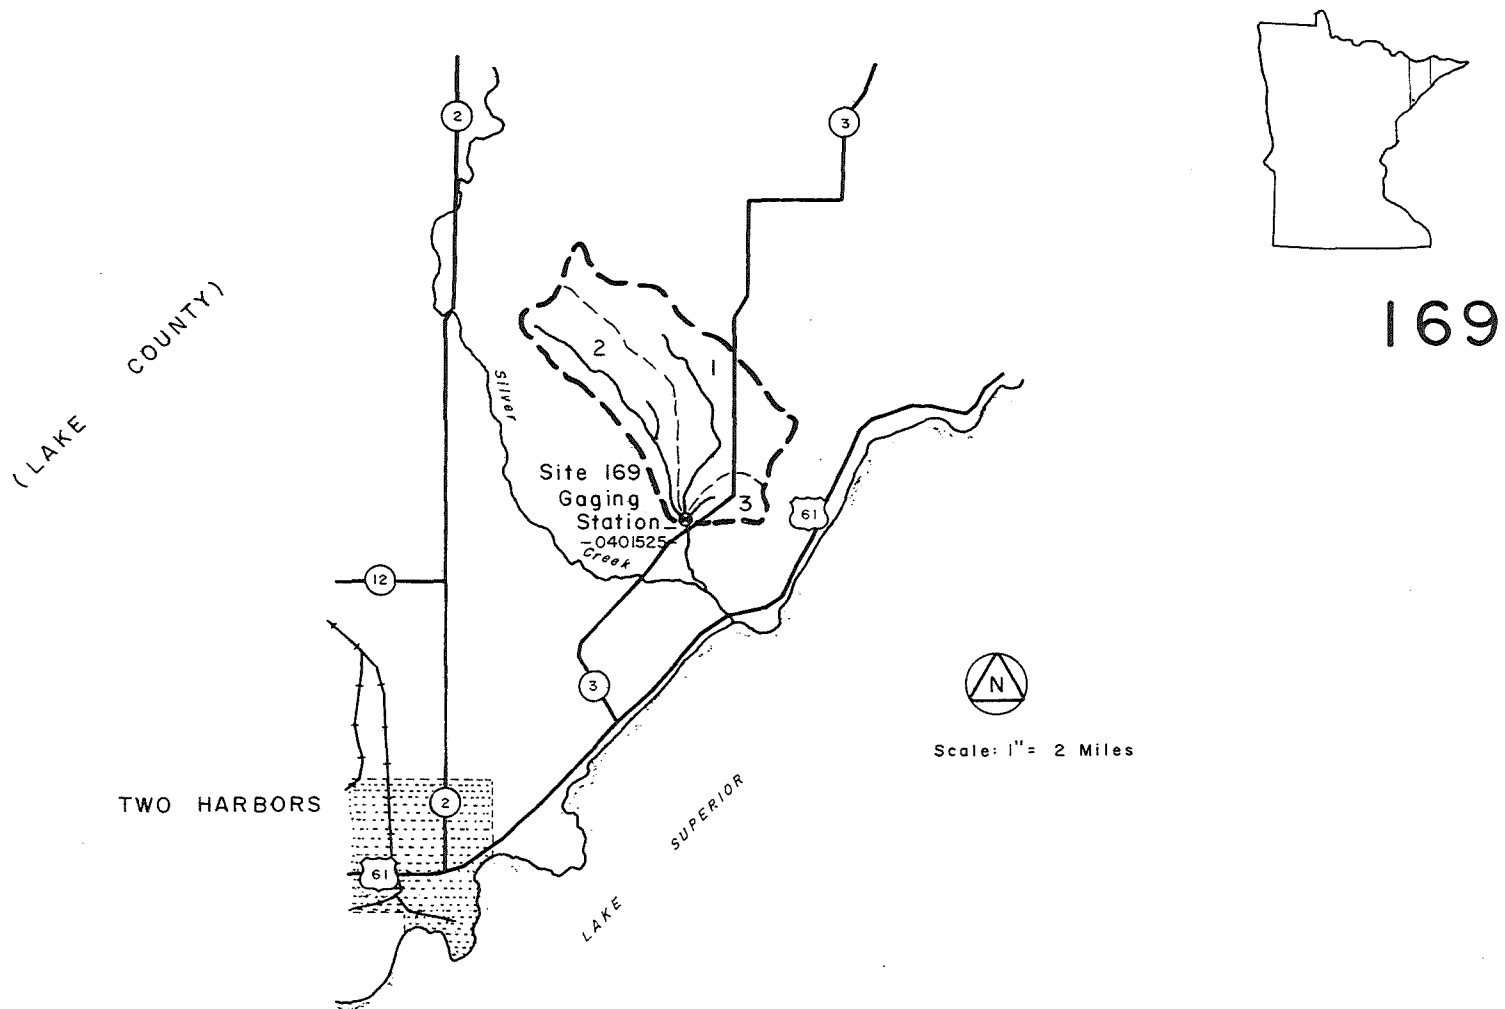 2
3
169
(LAKE COUNTY)
2
1
Silver
Site 169
Gaging
Station
3
61
0401525
Creek
12
3
N
Scale: 1" = 2 Miles
TWO HARBORS
2
61
LAKE SUPERIOR